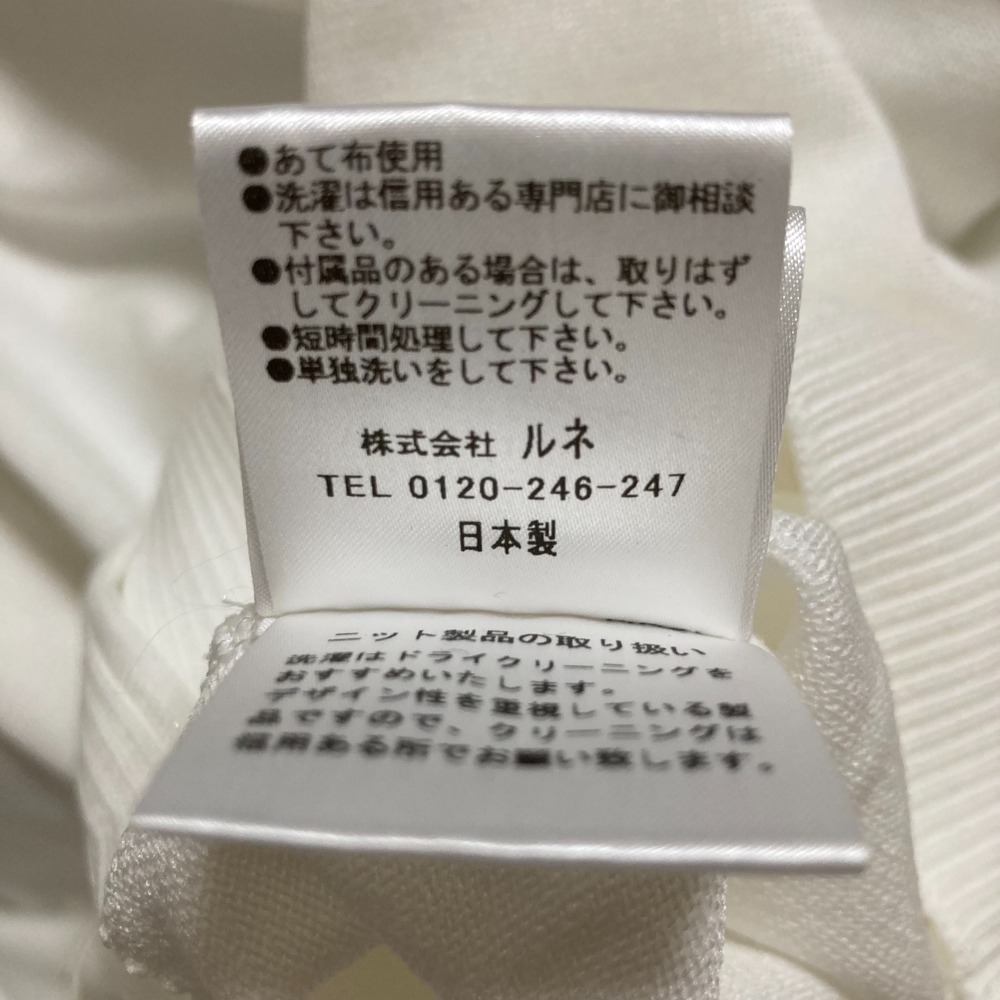 ●あて布使用
●洗濯は信用ある専門店に御相談
下さい。
●付属品のある場合は、取りはず
してクリーニングして下さい。
●短時間処理して下さい。
●単独洗いをして下さい。
株式会社 ルネ
TEL 0120-246-247
日本製
ニット製品の取り扱い
洗濯はドライクリーニングを
おすすめいたします。
デザイン性を重視している製
品ですので、クリーニングは
信用ある所でお願い致します。